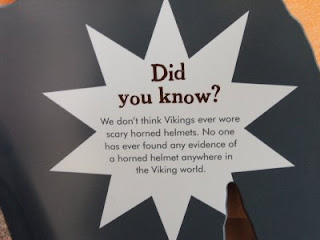 Did
you know?
We don't think Vikings ever wore
scary horned helmets. No one
has ever found any evidence of
a horned helmet anywhere in
the Viking world.